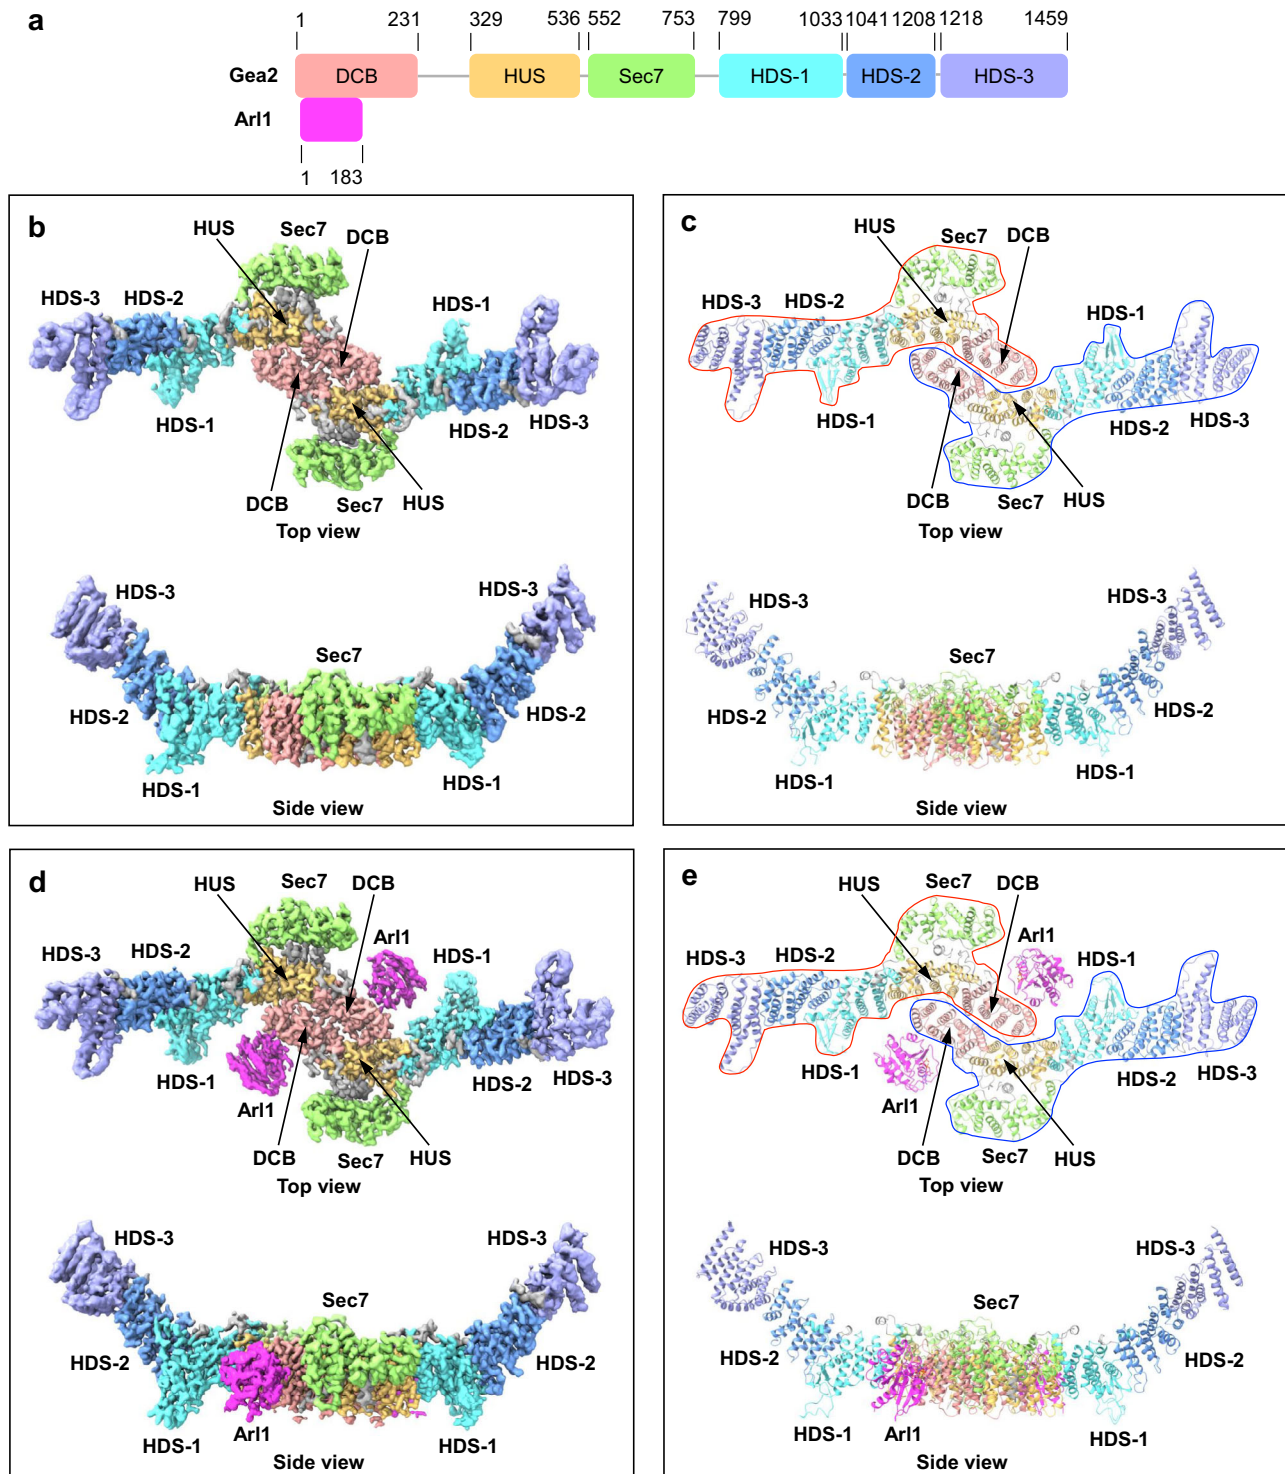 a
1 231 329 536 552 753 799 1033 1041 1208 1218 1459
Gea2 DCB HUS Sec7 HDS-1 HDS-2 HDS-3
Arl1
1 183
b
HUS Sec7 DCB
HDS-3 HDS-2 HDS-1
HDS-1 HDS-2 HDS-3
DCB Sec7 HUS
Top view
HDS-3 HDS-3
Sec7
HDS-2 HDS-2
HDS-1 HDS-1
Side view
c
HUS Sec7 DCB
HDS-3 HDS-2 HDS-1
HDS-1 HDS-2 HDS-3
DCB Sec7 HUS
Top view
HDS-3 HDS-3
Sec7
HDS-2 HDS-2
HDS-1 HDS-1
Side view
d
HUS Sec7 DCB
Arl1
HDS-3 HDS-2 HDS-1
HDS-1 HDS-2 HDS-3
Arl1
DCB Sec7 HUS
Top view
HDS-3 HDS-3
Sec7
HDS-2 HDS-2
HDS-1 Arl1 HDS-1
Side view
e
HUS Sec7 DCB
Arl1
HDS-3 HDS-2 HDS-1
HDS-1 HDS-2 HDS-3
Arl1
DCB Sec7 HUS
Top view
HDS-3 HDS-3
Sec7
HDS-2 HDS-2
HDS-1 Arl1 HDS-1
Side view